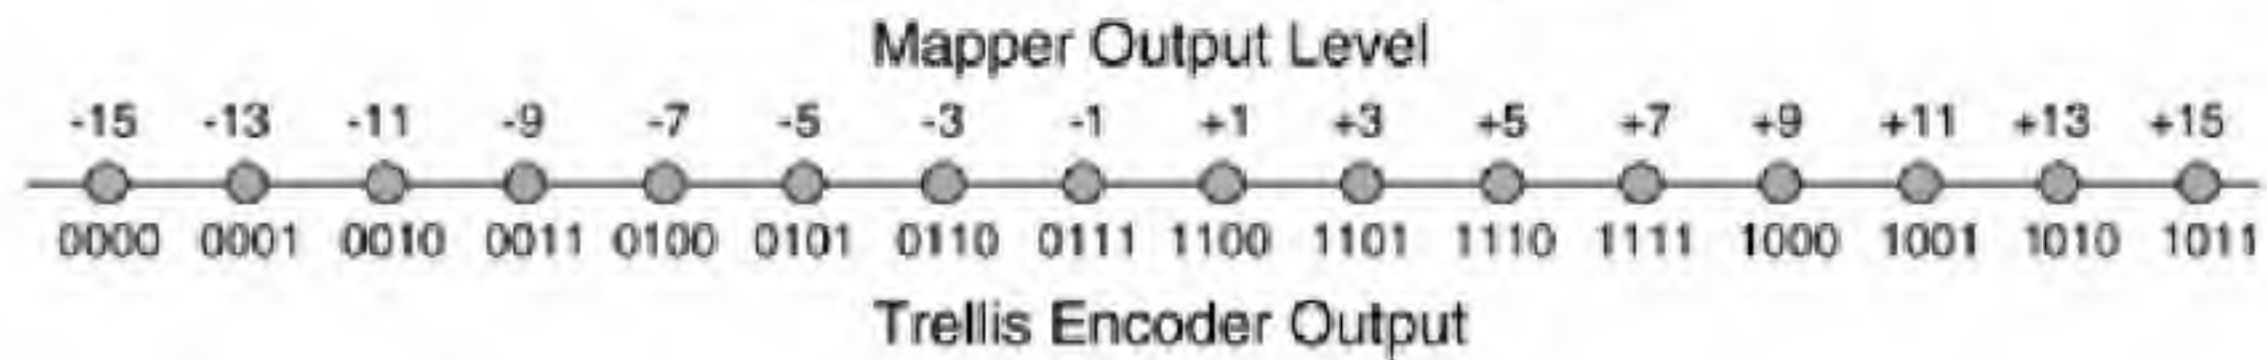 Mapper Output Level
-15 -13 -11 -9 -7 -5 -3 -1 +1 +3 +5 +7 +9 +11 +13 +15
0000 0001 0010 0011 0100 0101 0110 0111 1100 1101 1110 1111 1000 1001 1010 1011
Trellis Encoder Output